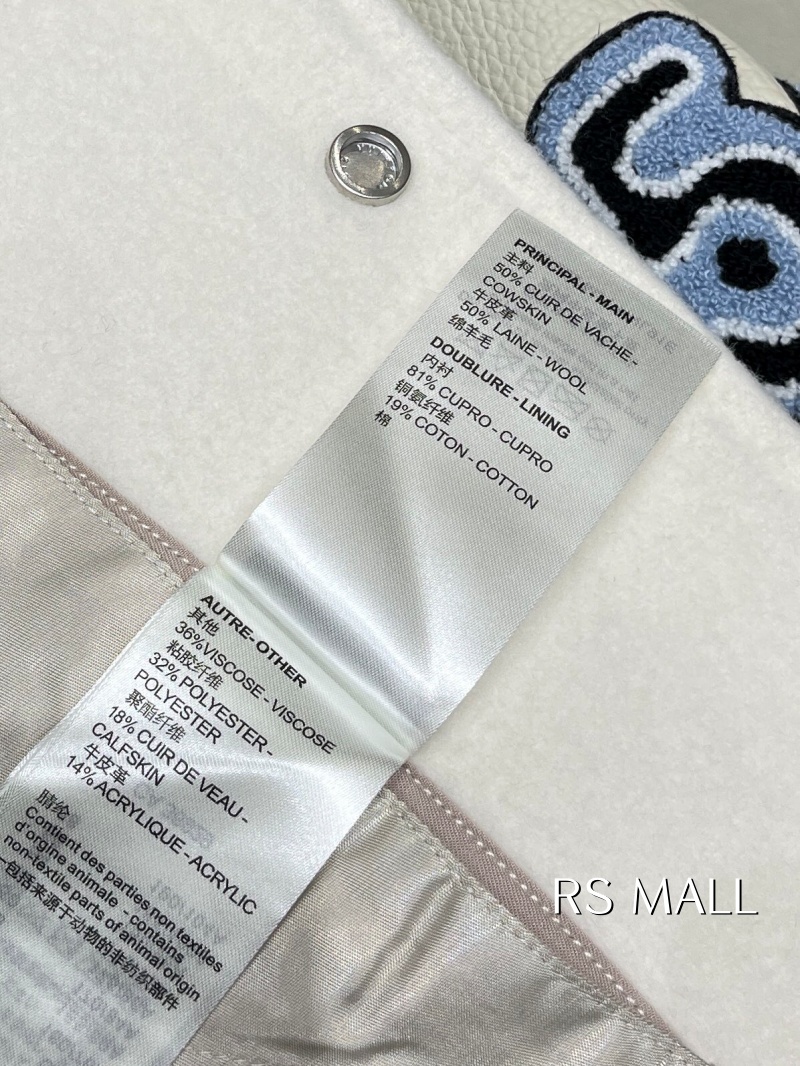 PRINCIPAL - MAIN
主料
50% CUIR DE VACHE -
COWSKIN
牛皮革
50% LAINE - WOOL
绵羊毛
DOUBLURE - LINING
内衬
81% CUPRO - CUPRO
铜氨纤维
19% COTON - COTTON
棉
AUTRE - OTHER
其他
36% VISCOSE - VISCOSE
粘胶纤维
32% POLYESTER -
POLYESTER
聚酯纤维
18% CUIR DE VEAU -
CALFSKIN
牛皮革
14% ACRYLIQUE - ACRYLIC
腈纶
Contient des parties non textiles
d'orgine animale - contains
non-textile parts of animal origin
一包括来源于动物的非纺织部件
RS MALL